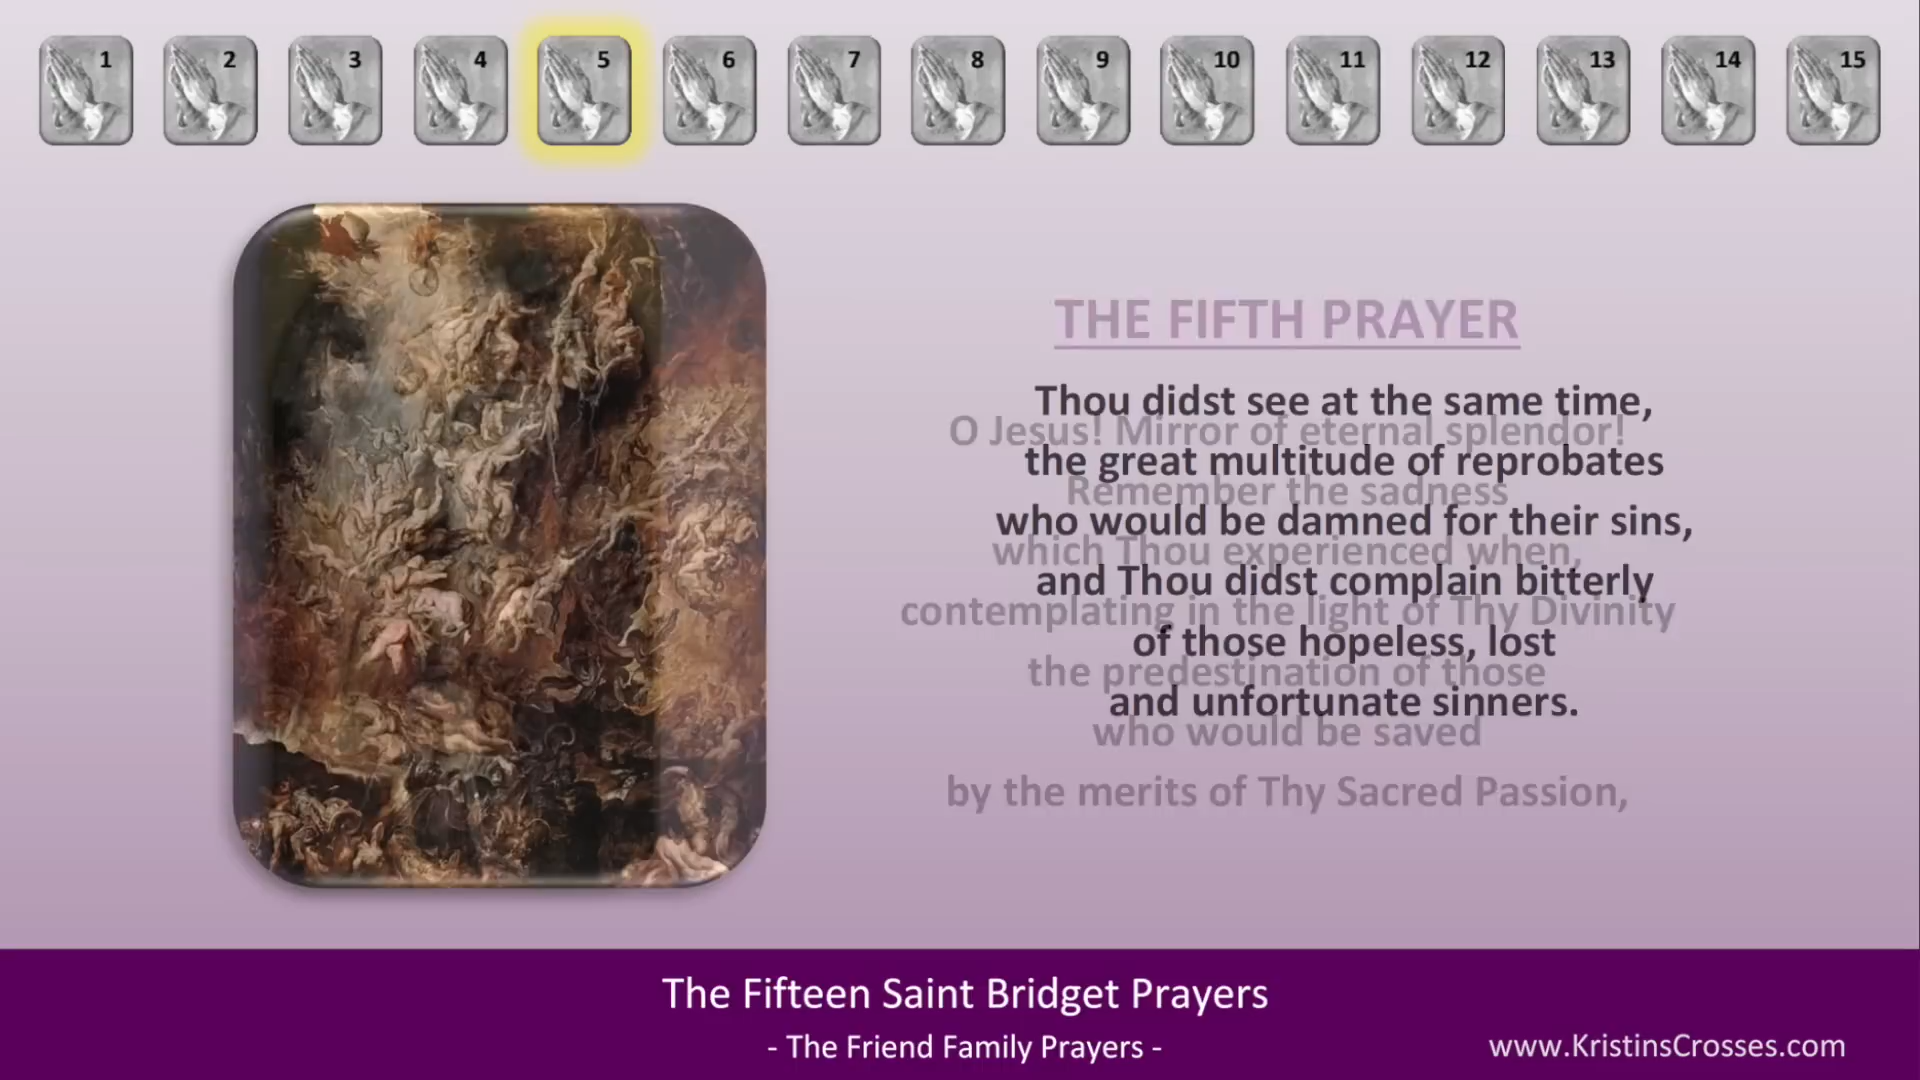 1 2 3 4 5 6 7 8 9 10 11 12 13 14 15
THE FIFTH PRAYER
O Jesus! Mirror of eternal splendor!
Remember the sadness
which Thou experienced when,
contemplating in the light of Thy Divinity
the predestination of those
who would be saved
by the merits of Thy Sacred Passion,
Thou didst see at the same time,
the great multitude of reprobates
who would be damned for their sins,
and Thou didst complain bitterly
of those hopeless, lost
and unfortunate sinners.
The Fifteen Saint Bridget Prayers
- The Friend Family Prayers -
www.KristinsCrosses.com